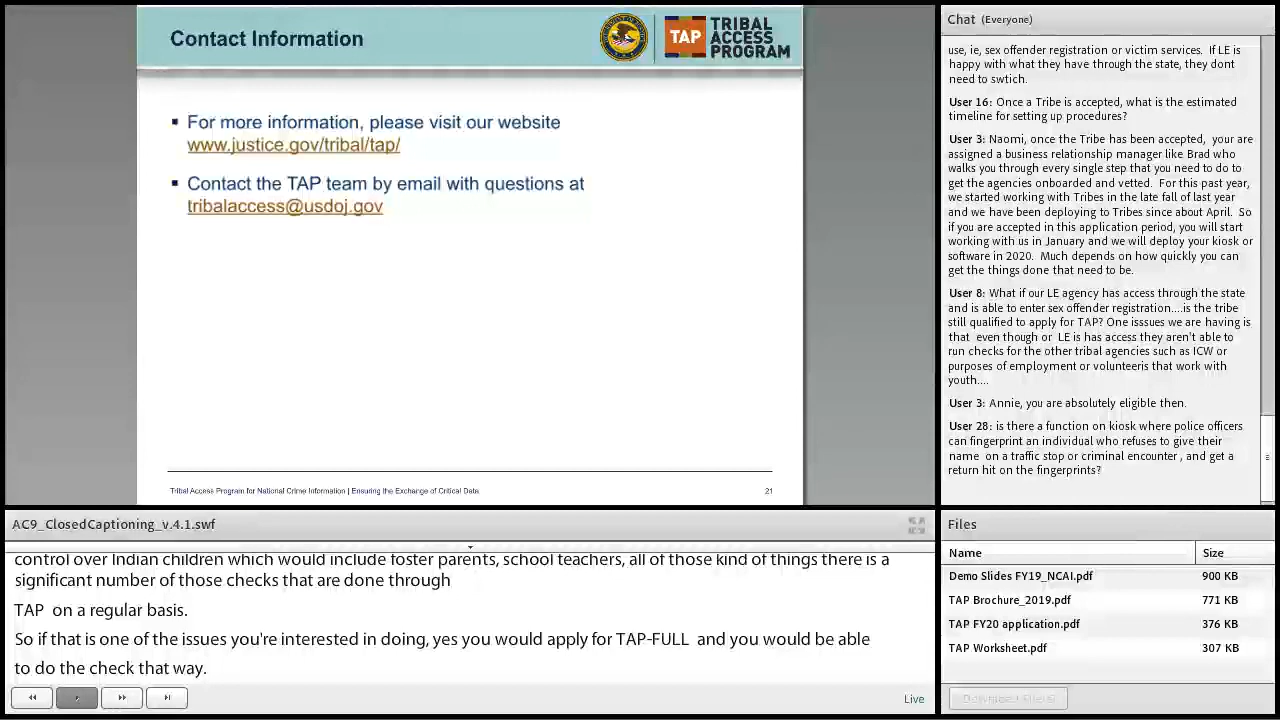 Contact Information
TAP
TRIBAL
ACCESS
PROGRAM
▪ For more information, please visit our website
www.justice.gov/tribal/tap/
▪ Contact the TAP team by email with questions at
tribalaccess@usdoj.gov
Tribal Access Program for National Crime Information | Ensuring the Exchange of Critical Data
21
Chat (Everyone)
use, ie, sex offender registration or victim services. If LE is
happy with what they have through the state, they dont
need to swtich.
User 16: Once a Tribe is accepted, what is the estimated
timeline for setting up procedures?
User 3: Naomi, once the Tribe has been accepted, your are
assigned a business relationship manager like Brad who
walks you through every single step that you need to do to
get the agencies onboarded and vetted. For this past year,
we started working with Tribes in the late fall of last year
and we have been deploying to Tribes since about April. So
if you are accepted in this application period, you will start
working with us in January and we will deploy your kiosk or
software in 2020. Much depends on how quickly you can
get the things done that need to be.
User 8: What if our LE agency has access through the state
and is able to enter sex offender registration....is the tribe
still qualified to apply for TAP? One isssues we are having is
that even though or LE is has access they aren't able to
run checks for the other tribal agencies such as ICW or
purposes of employment or volunteeris that work with
youth....
User 3: Annie, you are absolutely eligible then.
User 28: is there a function on kiosk where police officers
can fingerprint an individual who refuses to give their
name on a traffic stop or criminal encounter , and get a
return hit on the fingerprints?
AC9_ClosedCaptioning_v.4.1.swf
control over Indian children which would include foster parents, school teachers, all of those kind of things there is a
significant number of those checks that are done through
TAP on a regular basis.
So if that is one of the issues you're interested in doing, yes you would apply for TAP-FULL and you would be able
to do the check that way.
Live
Files
Name Size
Demo Slides FY19_NCAI.pdf 900 KB
TAP Brochure_2019.pdf 771 KB
TAP FY20 application.pdf 376 KB
TAP Worksheet.pdf 307 KB
Download File(s)